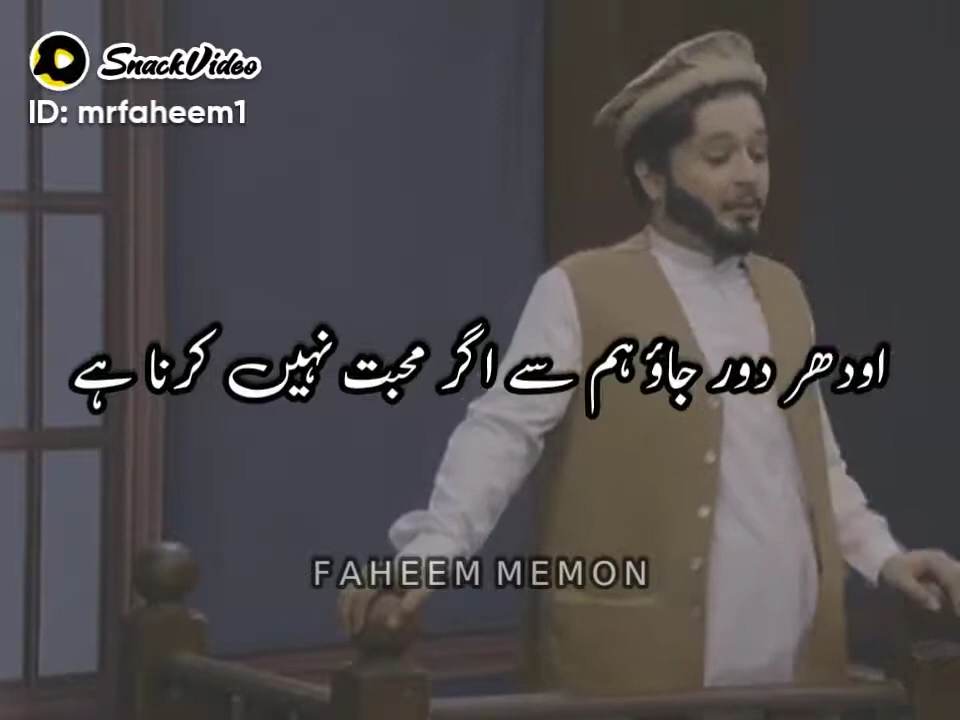 SnackVideo
ID: mrfaheem1
اودھر دور جاؤ ہم سے اگر محبت نہیں کرنا ہے
FAHEEM MEMON